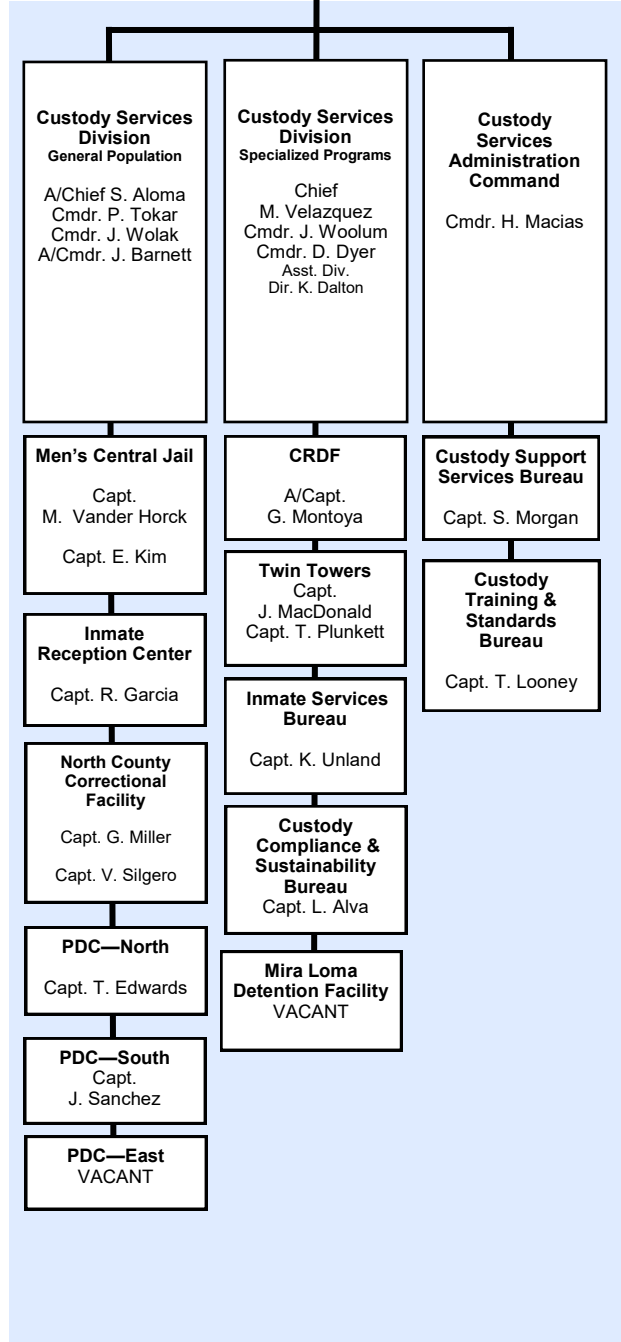 Custody Services
Division
General Population
A/Chief S. Aloma
Cmdr. P. Tokar
Cmdr. J. Wolak
A/Cmdr. J. Barnett
Men's Central Jail
Capt.
M. Vander Horck
Capt. E. Kim
Inmate
Reception Center
Capt. R. Garcia
North County
Correctional
Facility
Capt. G. Miller
Capt. V. Silgero
PDC—North
Capt. T. Edwards
PDC—South
Capt.
J. Sanchez
PDC—East
VACANT
Custody Services
Division
Specialized Programs
Chief
M. Velazquez
Cmdr. J. Woolum
Cmdr. D. Dyer
Asst. Div.
Dir. K. Dalton
CRDF
A/Capt.
G. Montoya
Twin Towers
Capt.
J. MacDonald
Capt. T. Plunkett
Inmate Services
Bureau
Capt. K. Unland
Custody
Compliance &
Sustainability
Bureau
Capt. L. Alva
Mira Loma
Detention Facility
VACANT
Custody
Services
Administration
Command
Cmdr. H. Macias
Custody Support
Services Bureau
Capt. S. Morgan
Custody
Training &
Standards
Bureau
Capt. T. Looney